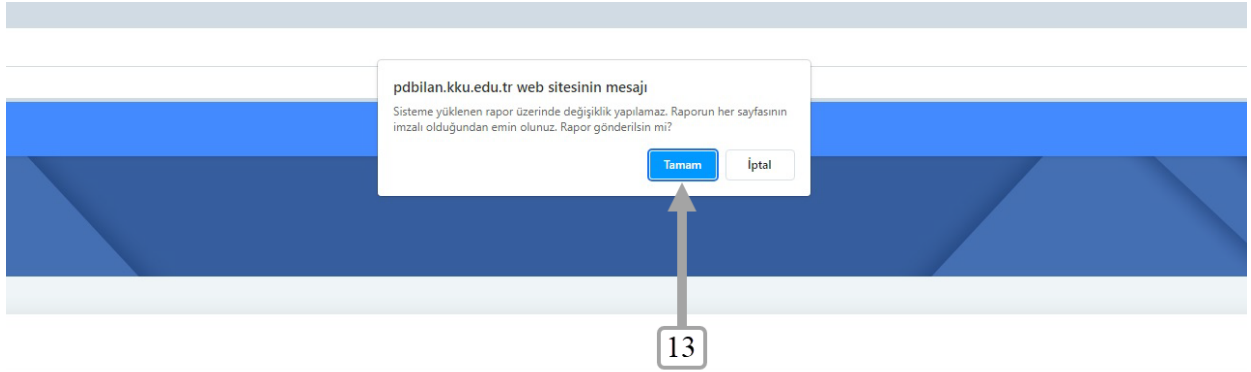 pdbilan.kku.edu.tr web sitesinin mesajı
Sisteme yüklenen rapor üzerinde değişiklik yapılamaz. Raporun her sayfasının
imzalı olduğundan emin olunuz. Rapor gönderilsin mi?
Tamam İptal
13